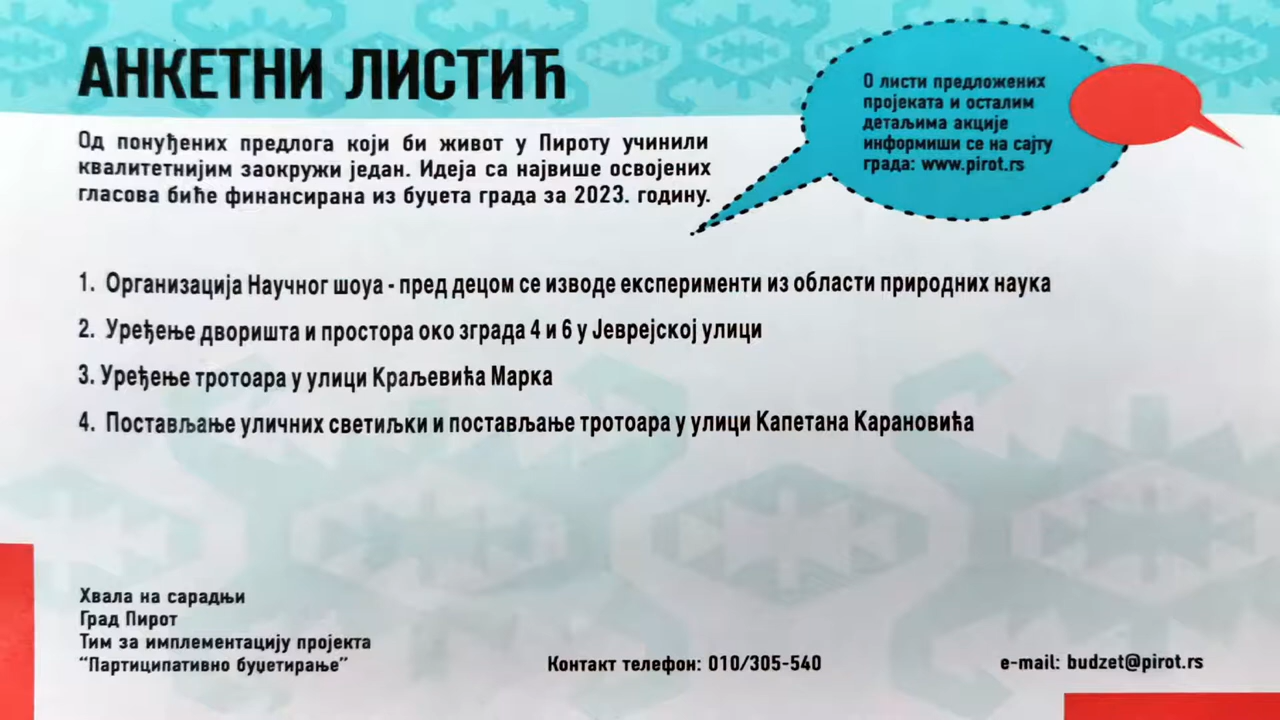 АНКЕТНИ ЛИСТИЋ
О листи предложених
пројеката и осталим
детаљима акције
информиши се на сајту
града: www.pirot.rs
Од понуђених предлога који би живот у Пироту учинили
квалитетнијим заокружи један. Идеја са највише освојених
гласова биће финансирана из буџета града за 2023. годину.
1. Организација Научног шоуа - пред децом се изводе експерименти из области природних наука
2. Уређење дворишта и простора око зграда 4 и 6 у Јеврејској улици
3. Уређење тротоара у улици Краљевића Марка
4. Постављање уличних светиљки и постављање тротоара у улици Капетана Карановића
Хвала на сарадњи
Град Пирот
Тим за имплементацију пројекта
“Партиципативно буџетирање”
Контакт телефон: 010/305-540
e-mail: budzet@pirot.rs